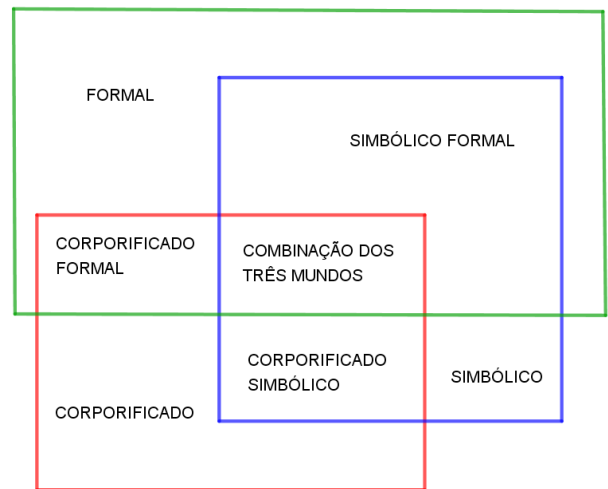 FORMAL
SIMBÓLICO FORMAL
CORPORIFICADO
FORMAL
COMBINAÇÃO DOS
TRÊS MUNDOS
CORPORIFICADO
SIMBÓLICO
SIMBÓLICO
CORPORIFICADO